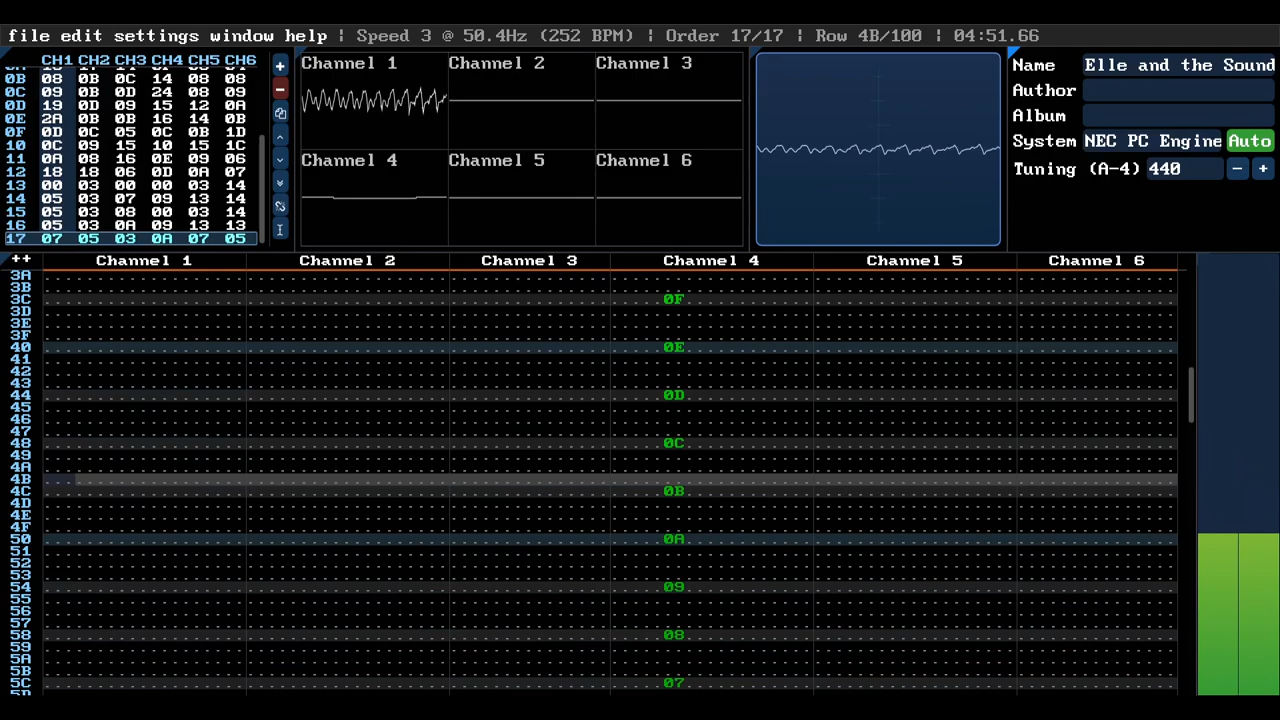 file edit settings window help | Speed 3 @ 50.4Hz (252 BPM) | Order 17/17 | Row 4B/100 | 04:51.66
CH1 CH2 CH3 CH4 CH5 CH6
0B 08 0B 0C 14 08 08
0C 09 0B 0D 24 08 09
0D 19 0D 09 15 12 0A
0E 2A 0B 0B 16 14 0B
0F 0D 0C 05 0C 0B 1D
10 0C 09 15 10 15 1C
11 0A 08 16 0E 09 06
12 18 18 06 0D 0A 07
13 00 03 00 00 03 14
14 05 03 07 09 13 14
15 05 03 08 00 03 14
16 05 03 0A 09 13 13
17 07 05 03 0A 07 05
Channel 1 Channel 2 Channel 3
Channel 4 Channel 5 Channel 6
Name Elle and the Sound
Author
Album
System NEC PC Engine Auto
Tuning (A-4) 440 - +
++ Channel 1 Channel 2 Channel 3 Channel 4 Channel 5 Channel 6
3A
3B
3C 0F
3D
3E
3F
40 0E
41
42
43
44 0D
45
46
47
48 0C
49
4A
4B
4C 0B
4D
4E
4F
50 0A
51
52
53
54 09
55
56
57
58 08
59
5A
5B
5C 07